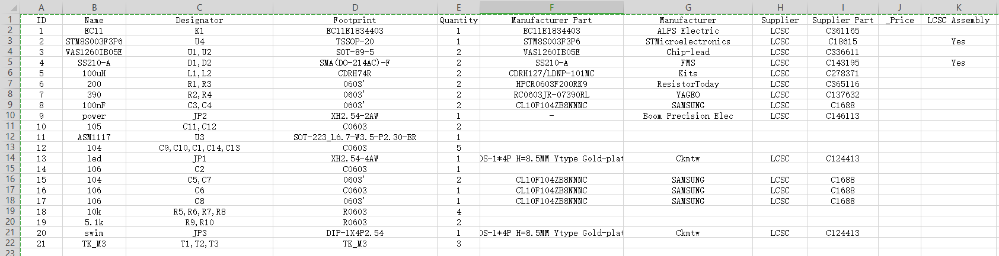 A B C D E F G H I J K
1 ID Name Designator Footprint Quantity Manufacturer Part Manufacturer Supplier Supplier Part _Price LCSC Assembly
2 1 EC11 K1 EC11E1834403 1 EC11E1834403 ALPS Electric LCSC C361165
3 2 STM8S003F3P6 U4 TSSOP-20 1 STM8S003F3P6 STMicroelectronics LCSC C18615 Yes
4 3 VAS1260IB05E U1,U2 SOT-89-5 2 VAS1260IB05E Chip-lead LCSC C336611
5 4 SS210-A D1,D2 SMA(DO-214AC)-F 2 SS210-A FMS LCSC C143195 Yes
6 5 100uH L1,L2 CDRH74R 2 CDRH127/LDNP-101MC Kits LCSC C278371
7 6 200 R1,R3 0603' 2 HPCR0603F200RK9 ResistorToday LCSC C365116
8 7 390 R2,R4 0603' 2 RC0603JR-07390RL YAGEO LCSC C137632
9 8 100nF C3,C4 0603' 2 CL10F104ZB8NNNC SAMSUNG LCSC C1688
10 9 power JP2 XH2.54-2AW 1 - Boom Precision Elec LCSC C146113
11 10 105 C11,C12 C0603 2
12 11 ASM1117 U3 SOT-223_L6.7-W3.5-P2.30-BR 1
13 12 104 C9,C10,C1,C14,C13 C0603 5
14 13 led JP1 XH2.54-4AW 1 OS-1*4P H=8.5MM Ytype Gold-plat Ckmtw LCSC C124413
15 14 106 C2 C0603 1
16 15 104 C5,C7 0603' 2 CL10F104ZB8NNNC SAMSUNG LCSC C1688
17 16 106 C6 C0603 1 CL10F104ZB8NNNC SAMSUNG LCSC C1688
18 17 106 C8 0603' 1 CL10F104ZB8NNNC SAMSUNG LCSC C1688
19 18 10k R5,R6,R7,R8 R0603 4
20 19 5.1k R9,R10 R0603 2
21 20 swim JP3 DIP-1X4P2.54 1 OS-1*4P H=8.5MM Ytype Gold-plat Ckmtw LCSC C124413
22 21 TK_M3 T1,T2,T3 TK_M3 3
23